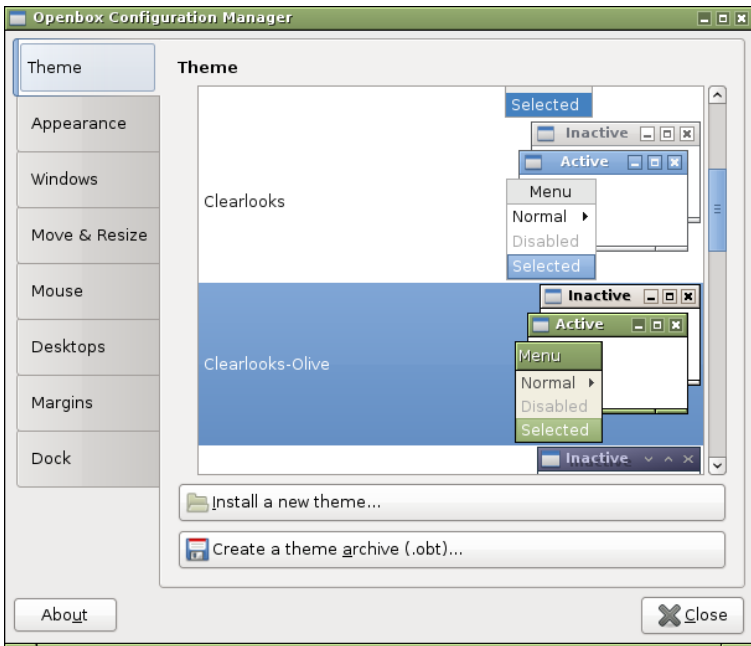 Openbox Configuration Manager
Theme
Appearance
Windows
Move & Resize
Mouse
Desktops
Margins
Dock
Theme
Selected
Clearlooks
Inactive
Active
Menu
Normal
Disabled
Selected
Clearlooks-Olive
Inactive
Active
Menu
Normal
Disabled
Selected
Inactive
Install a new theme...
Create a theme archive (.obt)...
About
Close